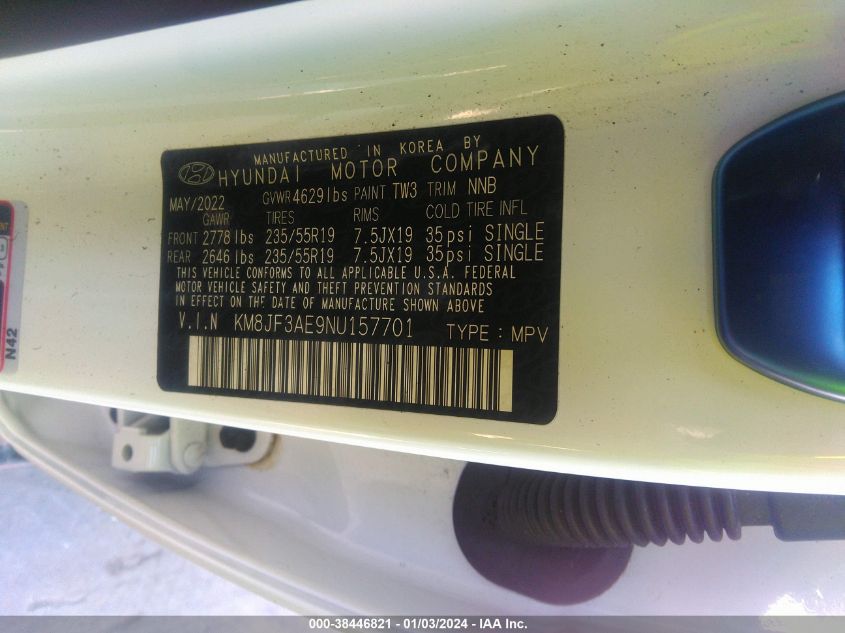 MANUFACTURED IN KOREA BY
HYUNDAI MOTOR COMPANY
MAY/2022 GVWR 4629lbs PAINT TW3 TRIM NNB
GAWR TIRES RIMS COLD TIRE INFL
FRONT 2778 lbs 235/55R19 7.5JX19 35psi SINGLE
REAR 2646 lbs 235/55R19 7.5JX19 35psi SINGLE
THIS VEHICLE CONFORMS TO ALL APPLICABLE U.S.A. FEDERAL
MOTOR VEHICLE SAFETY AND THEFT PREVENTION STANDARDS
IN EFFECT ON THE DATE OF MANUFACTURE SHOWN ABOVE
V.I.N KM8JF3AE9NU157701 TYPE : MPV
N42
000-38446821 - 01/03/2024 - IAA Inc.